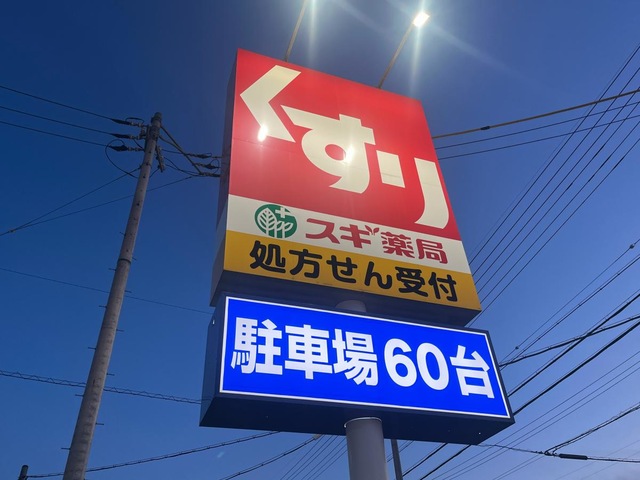 くすり
スギ薬局
処方せん受付
駐車場60台